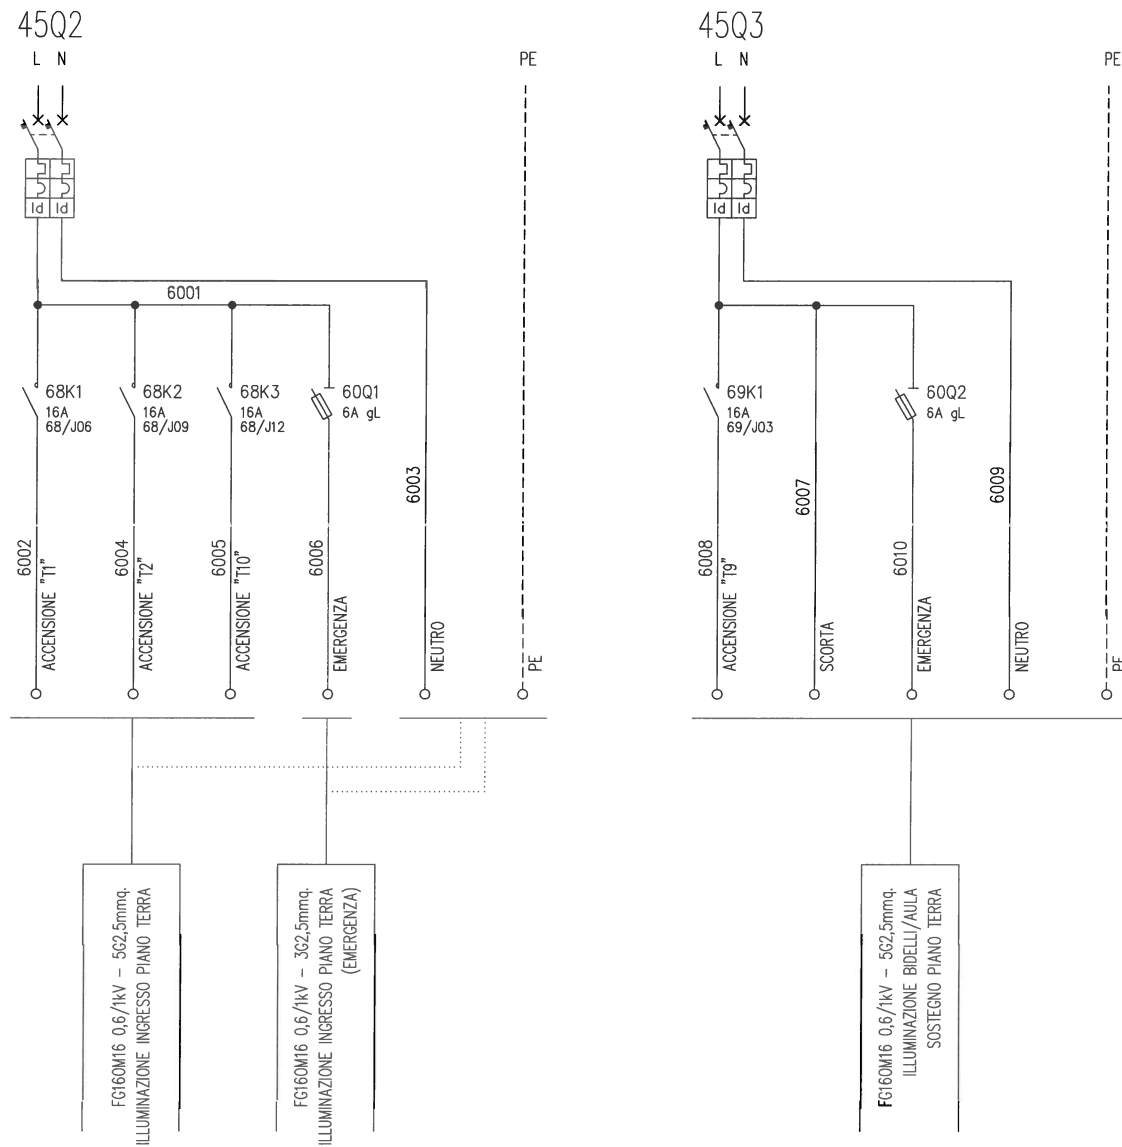 45Q2
L N
PE
Id Id
6001
68K1
16A
68/J06
68K2
16A
68/J09
68K3
16A
68/J12
60Q1
6A gL
6002
ACCENSIONE "T1"
6004
ACCENSIONE "T2"
6005
ACCENSIONE "T10"
6006
EMERGENZA
6003
NEUTRO
PE
FG16OM16 0,6/1kV - 5G2,5mmq.
ILLUMINAZIONE INGRESSO PIANO TERRA
FG16OM16 0,6/1kV - 3G2,5mmq.
ILLUMINAZIONE INGRESSO PIANO TERRA
(EMERGENZA)
45Q3
L N
PE
Id Id
69K1
16A
69/J03
60Q2
6A gL
6008
ACCENSIONE "T9"
6007
SCORTA
6010
EMERGENZA
6009
NEUTRO
PE
FG16OM16 0,6/1kV - 5G2,5mmq.
ILLUMINAZIONE BIDELLI/AULA
SOSTEGNO PIANO TERRA